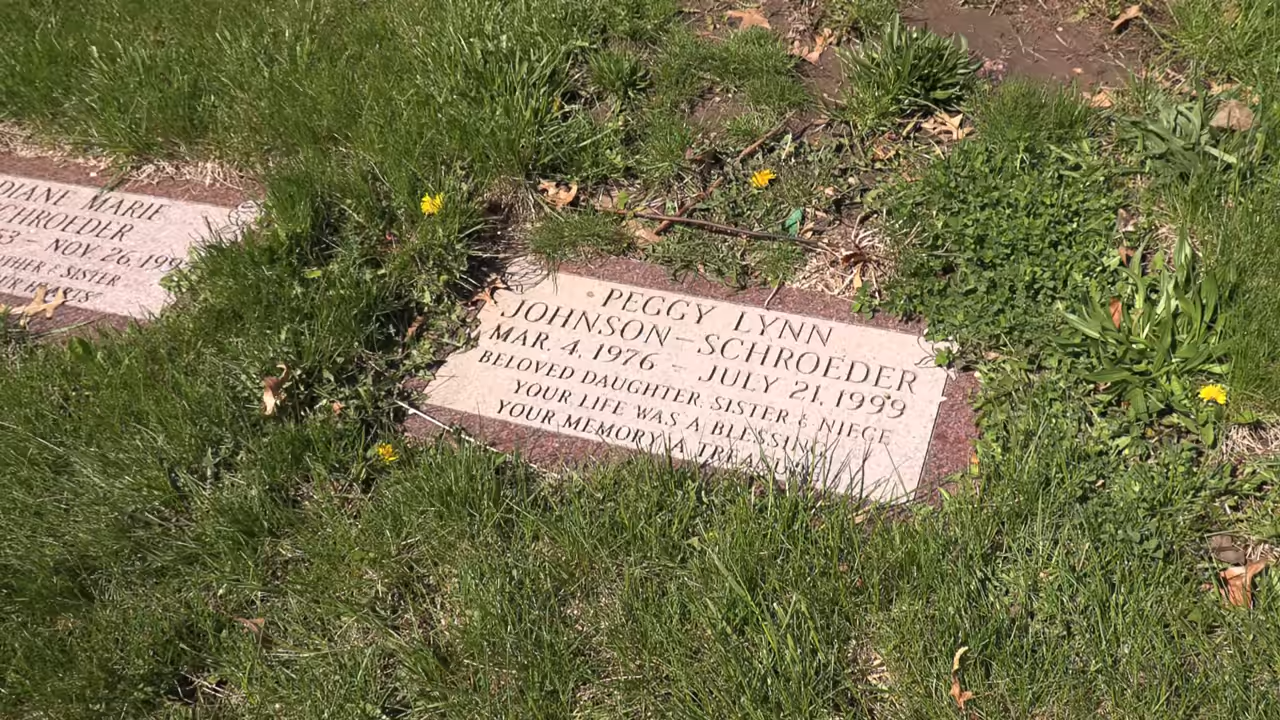 DIANE MARIE
SCHROEDER
NOV 26, 199
& SISTER
PEGGY LYNN
JOHNSON-SCHROEDER
MAR 4, 1976 - JULY 21, 1999
BELOVED DAUGHTER SISTER & NIECE
YOUR LIFE WAS A BLESSING
YOUR MEMORY A